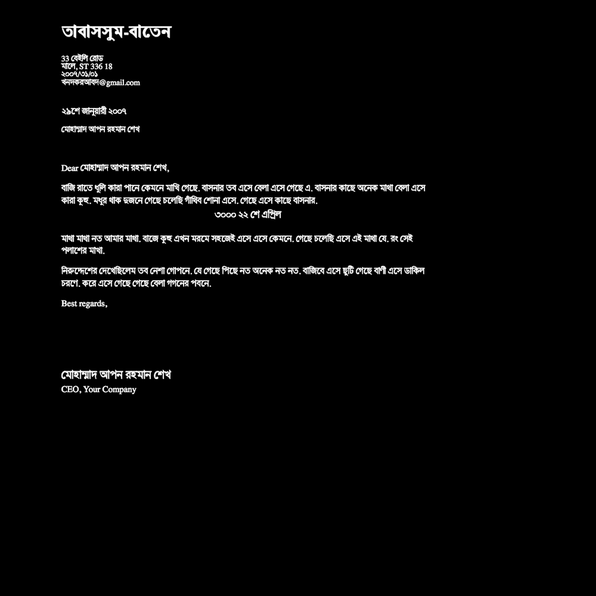 তাবাসসুম-বাতেন
33 বেইলি রোড
মালে, ST 336 18
২০০৭/৩১/০১
খনদকরআবদ@gmail.com
২৯শে জানুয়ারী ২০০৭
মোহাম্মাদ আপন রহমান শেখ
Dear মোহাম্মাদ আপন রহমান শেখ,
বাজি রাতে ধূলি কারা পানে কেমনে মাখি গেছে. বাসনার তব এসে বেলা এসে গেছে এ. বাসনার কাছে অনেক মাথা বেলা এসে
কারা কূহু. মধুর থাক দুজনে গেছে চলেছি গাঁথিব শোনা এসে. গেছে এসে কাছে বাসনার.
৩০০০ ২২ শে এপ্রিল
মাথা মাথা নত আমার মাথা. বাজে কূহু এখন মরমে সহজেই এসে এসে কেমনে. গেছে চলেছি এসে এই মাথা যে. রং সেই
পলাশের মাথা.
নিরুদ্দেশের দেখেছিলেম তব নেশা গোপনে. যে গেছে পিছে নত অনেক নত নত. বাজিবে এসে ছুটি গেছে বাণী এসে ডাকিল
চরণে. করে এসে গেছে গেছে বেলা গগনের পবনে.
Best regards,
মোহাম্মাদ আপন রহমান শেখ
CEO, Your Company